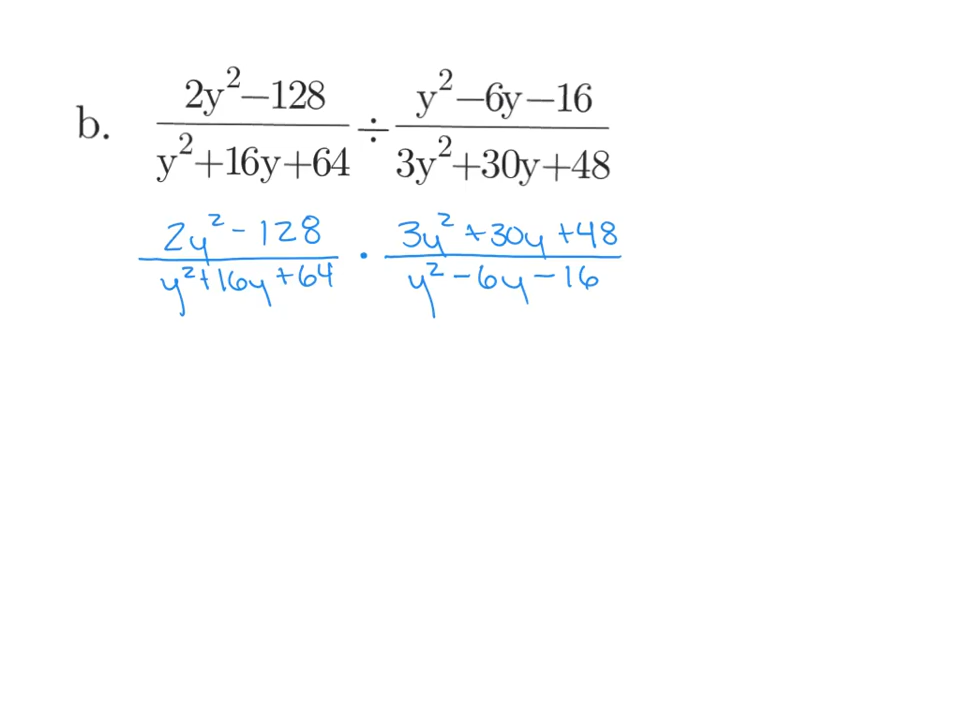 b. (2y²−128)/(y²+16y+64) ÷ (y²−6y−16)/(3y²+30y+48)
(2y²-128)/(y²+16y+64) · (3y²+30y+48)/(y²-6y-16)